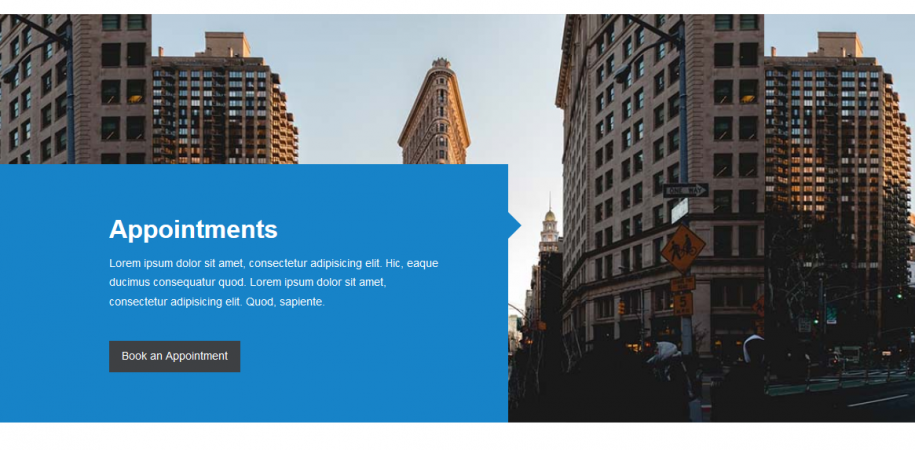 Appointments
Lorem ipsum dolor sit amet, consectetur adipisicing elit. Hic, eaque
ducimus consequatur quod. Lorem ipsum dolor sit amet,
consectetur adipisicing elit. Quod, sapiente.
Book an Appointment